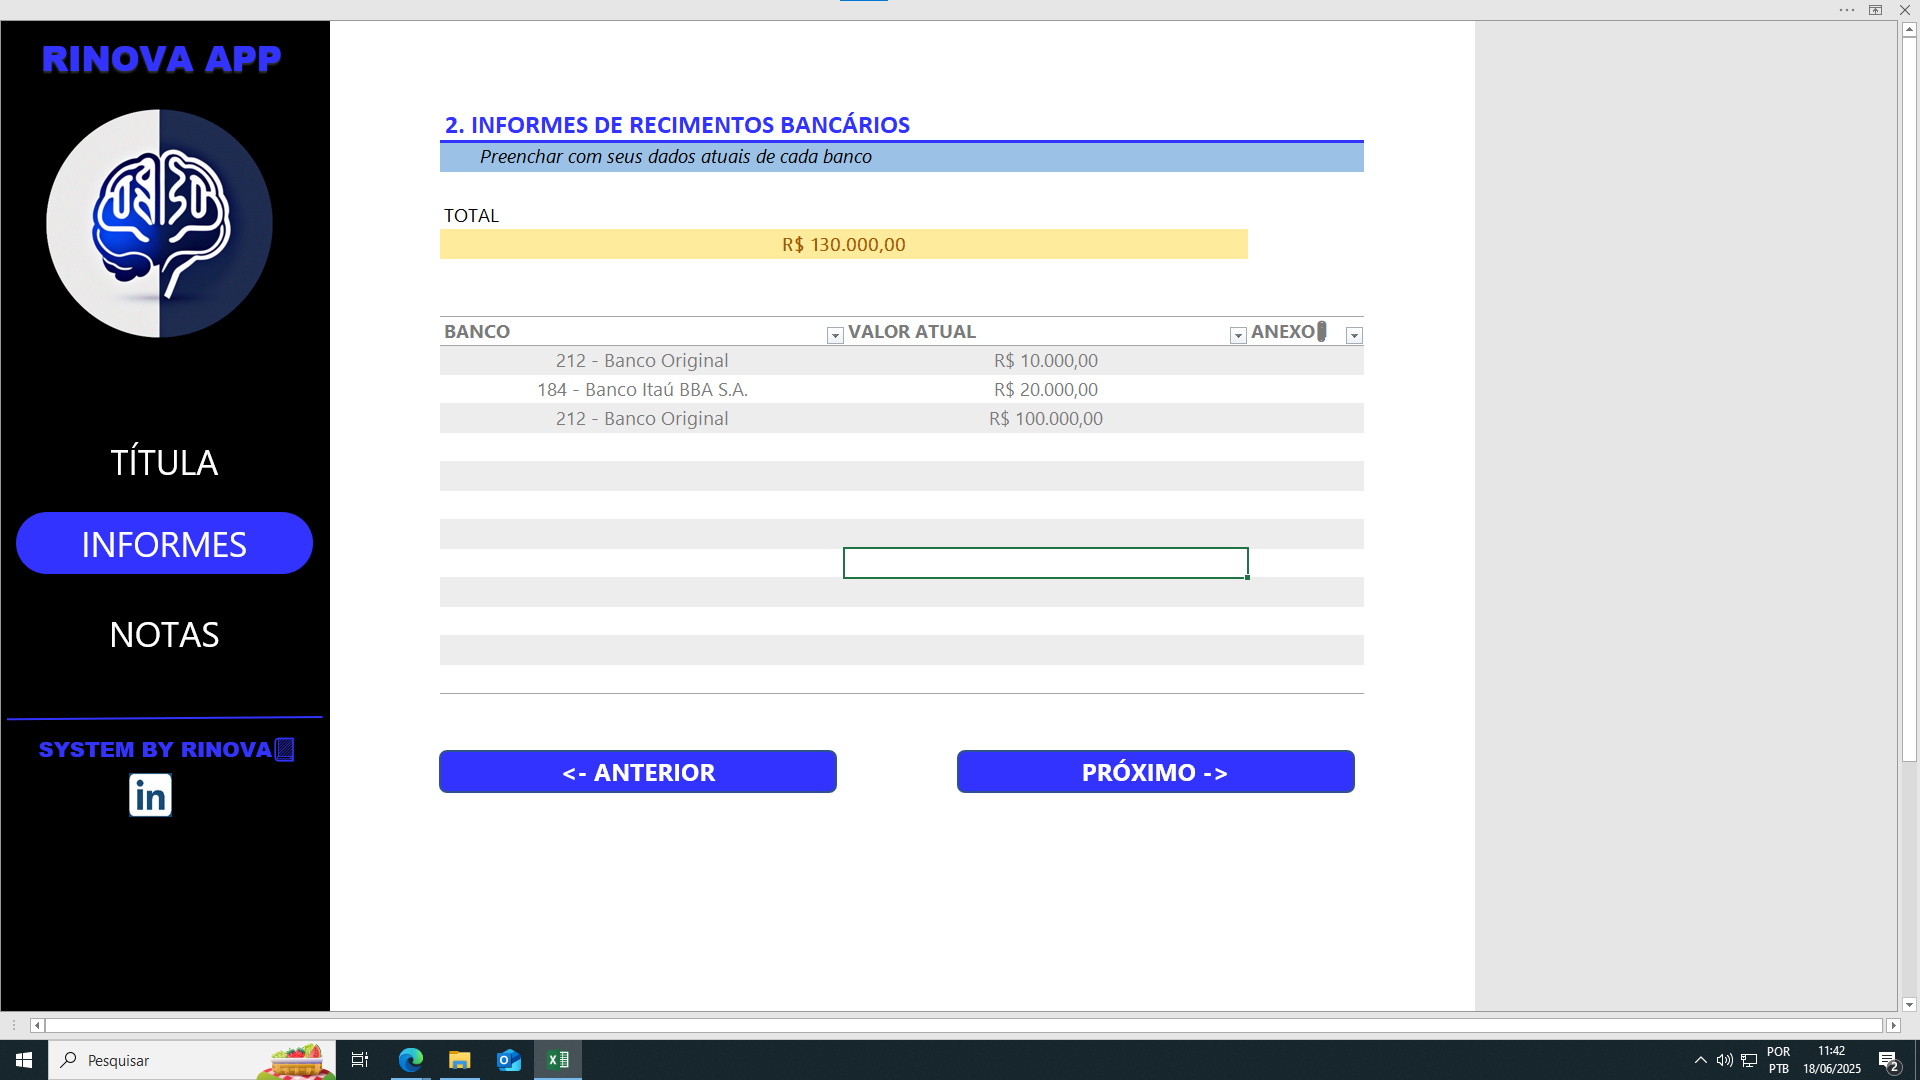 RINOVA APP
TÍTULA
INFORMES
NOTAS
SYSTEM BY RINOVA
in
2. INFORMES DE RECIMENTOS BANCÁRIOS
Preenchar com seus dados atuais de cada banco
TOTAL
R$ 130.000,00
BANCO VALOR ATUAL ANEXO
212 - Banco Original R$ 10.000,00
184 - Banco Itaú BBA S.A. R$ 20.000,00
212 - Banco Original R$ 100.000,00
<- ANTERIOR PRÓXIMO ->
Pesquisar
POR
PTB
11:42
18/06/2025
2